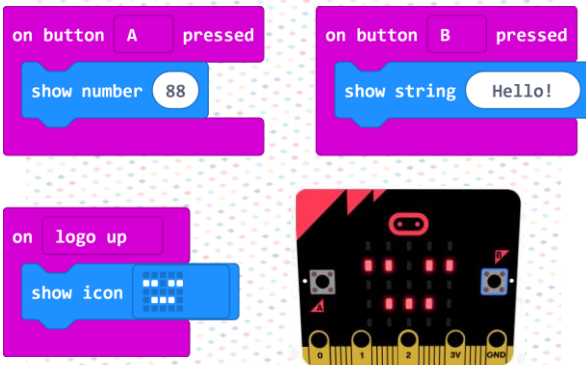 on button A pressed
show number 88
on button B pressed
show string Hello!
on logo up
show icon
B
A
0 1 2 3V GND